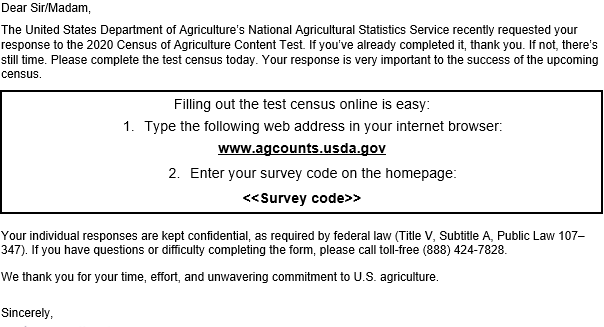 Dear Sir/Madam,
The United States Department of Agriculture's National Agricultural Statistics Service recently requested your
response to the 2020 Census of Agriculture Content Test. If you've already completed it, thank you. If not, there's
still time. Please complete the test census today. Your response is very important to the success of the upcoming
census.
Filling out the test census online is easy:
1. Type the following web address in your internet browser:
www.agcounts.usda.gov
2. Enter your survey code on the homepage:
<<Survey code>>
Your individual responses are kept confidential, as required by federal law (Title V, Subtitle A, Public Law 107–
347). If you have questions or difficulty completing the form, please call toll-free (888) 424-7828.
We thank you for your time, effort, and unwavering commitment to U.S. agriculture.
Sincerely,